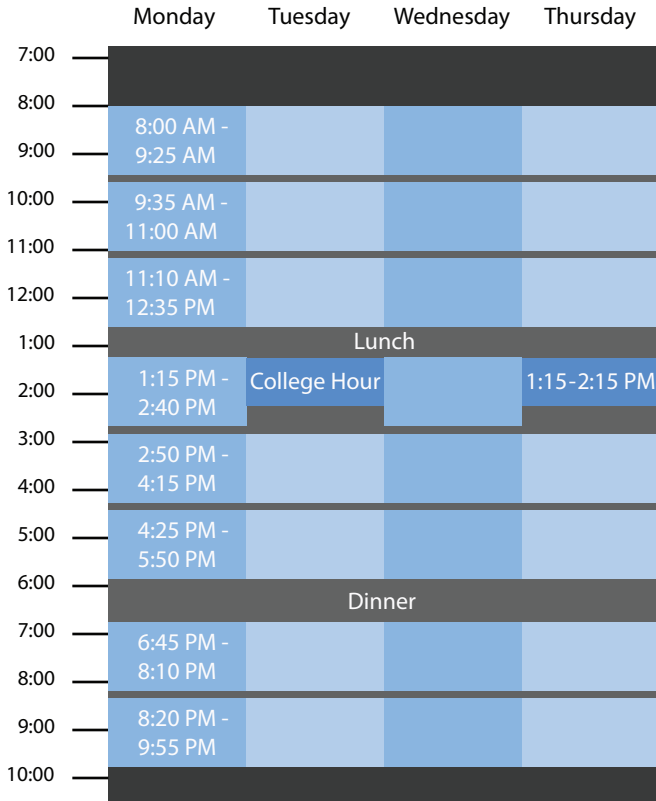 Monday Tuesday Wednesday Thursday
7:00
8:00
8:00 AM -
9:25 AM
9:00
9:35 AM -
11:00 AM
10:00
11:00
11:10 AM -
12:35 PM
12:00
1:00
Lunch
1:15 PM -
2:40 PM
College Hour
1:15-2:15 PM
2:00
3:00
2:50 PM -
4:15 PM
4:00
4:25 PM -
5:50 PM
5:00
6:00
Dinner
7:00
6:45 PM -
8:10 PM
8:00
8:20 PM -
9:55 PM
9:00
10:00